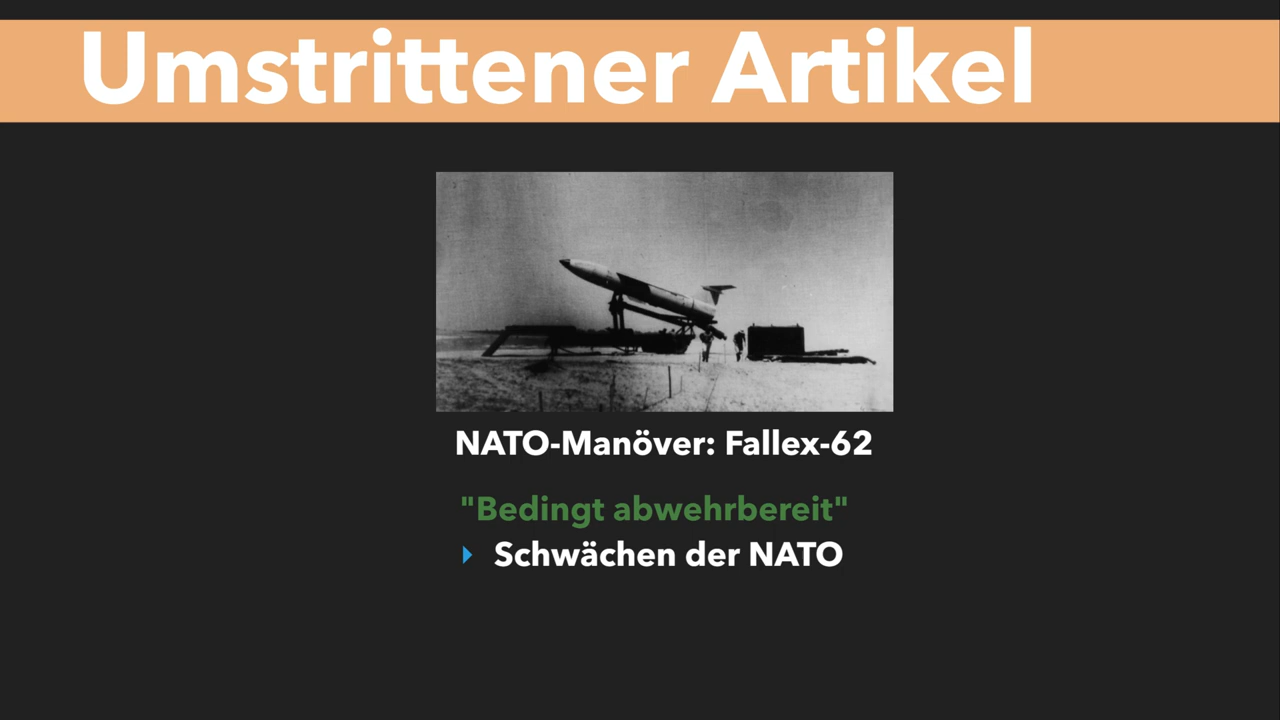 Umstrittener Artikel
NATO-Manöver: Fallex-62
"Bedingt abwehrbereit"
Schwächen der NATO